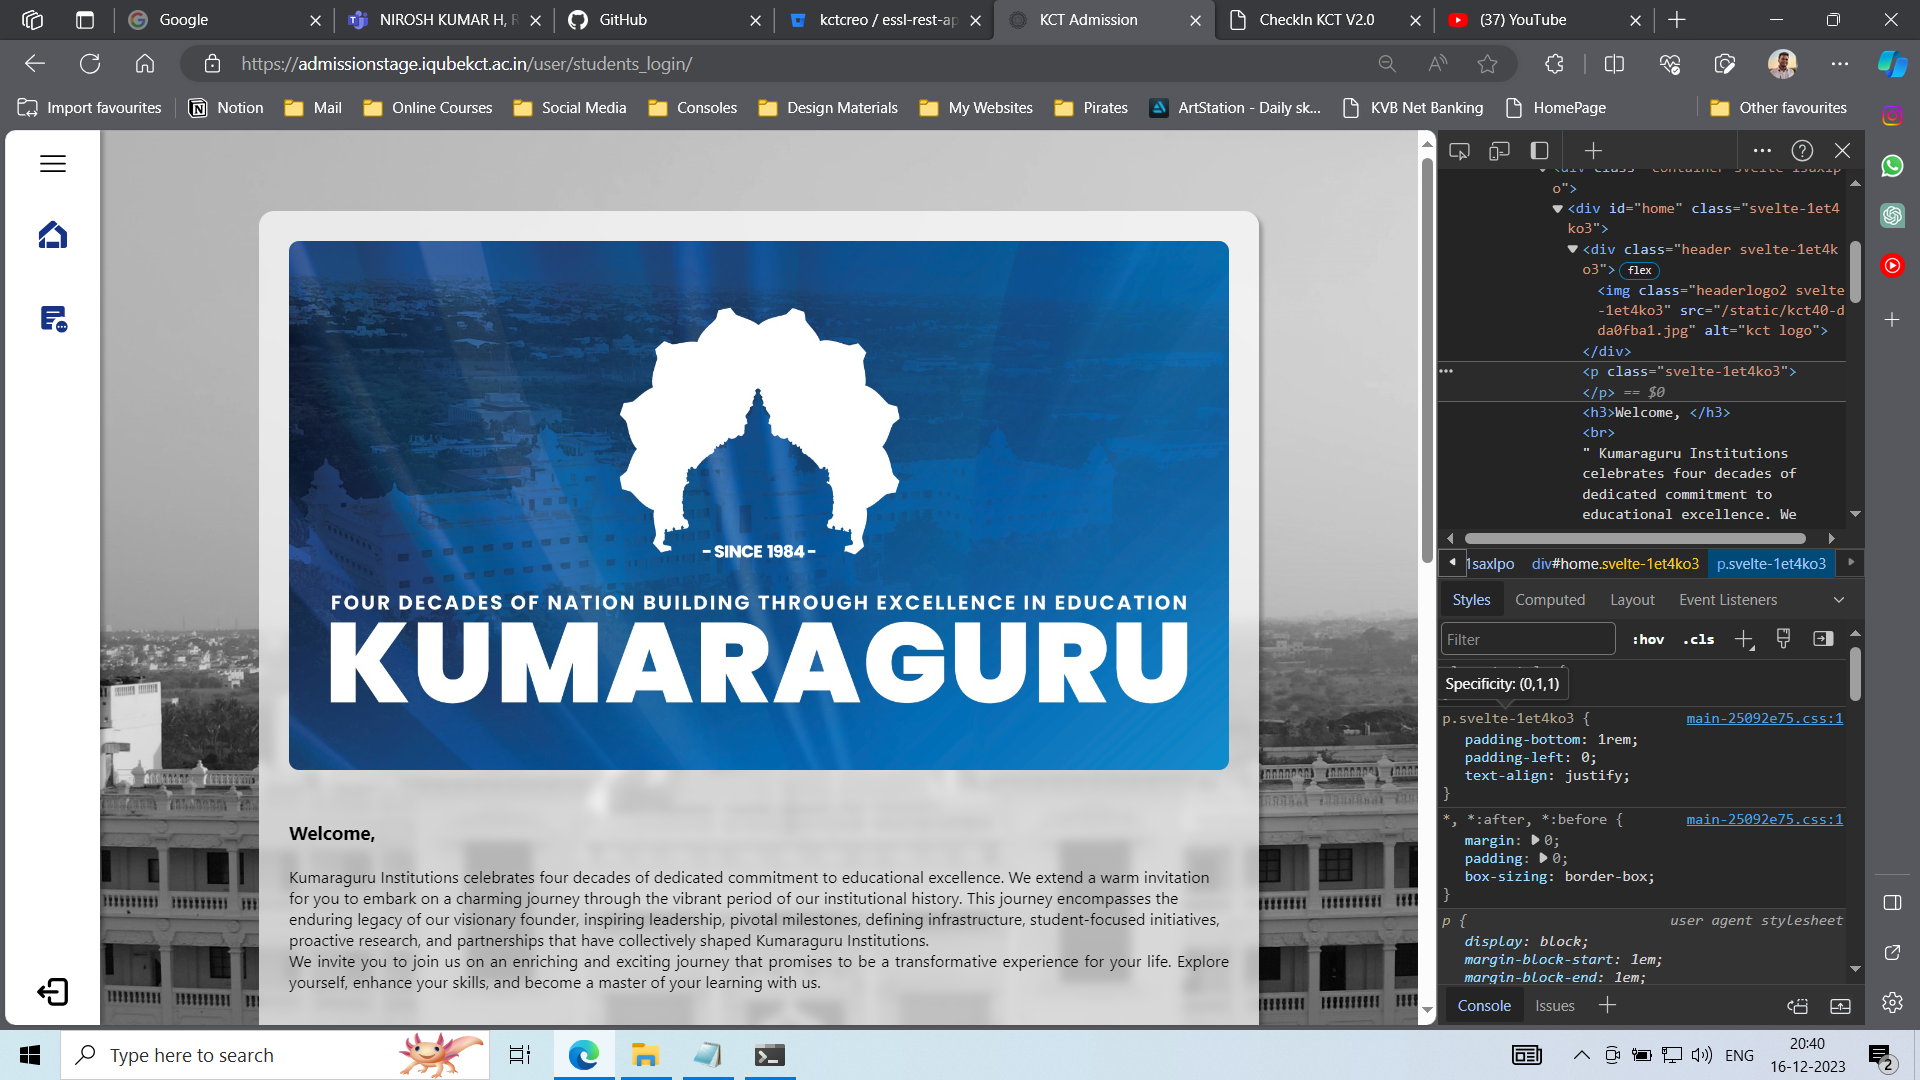 Google
NIROSH KUMAR H, R
GitHub
kctcreo / essl-rest-ap
KCT Admission
CheckIn KCT V2.0
(37) YouTube
https://admissionstage.iqubekct.ac.in/user/students_login/
Import favourites
Notion
Mail
Online Courses
Social Media
Consoles
Design Materials
My Websites
Pirates
ArtStation - Daily sk...
KVB Net Banking
HomePage
Other favourites
- SINCE 1984 -
FOUR DECADES OF NATION BUILDING THROUGH EXCELLENCE IN EDUCATION
KUMARAGURU
Welcome,
Kumaraguru Institutions celebrates four decades of dedicated commitment to educational excellence. We extend a warm invitation
for you to embark on a charming journey through the vibrant period of our institutional history. This journey encompasses the
enduring legacy of our visionary founder, inspiring leadership, pivotal milestones, defining infrastructure, student-focused initiatives,
proactive research, and partnerships that have collectively shaped Kumaraguru Institutions.
We invite you to join us on an enriching and exciting journey that promises to be a transformative experience for your life. Explore
yourself, enhance your skills, and become a master of your learning with us.
o">
<div id="home" class="svelte-1et4
ko3">
<div class="header svelte-1et4k
o3"> flex
<img class="headerlogo2 svelte
-1et4ko3" src="/static/kct40-d
da0fba1.jpg" alt="kct logo">
</div>
<p class="svelte-1et4ko3">
</p> == $0
<h3>Welcome, </h3>
<br>
" Kumaraguru Institutions
celebrates four decades of
dedicated commitment to
educational excellence. We
1saxlpo div#home.svelte-1et4ko3 p.svelte-1et4ko3
Styles Computed Layout Event Listeners
Filter :hov .cls
Specificity: (0,1,1)
p.svelte-1et4ko3 { main-25092e75.css:1
padding-bottom: 1rem;
padding-left: 0;
text-align: justify;
}
*, *:after, *:before { main-25092e75.css:1
margin: 0;
padding: 0;
box-sizing: border-box;
}
p { user agent stylesheet
display: block;
margin-block-start: 1em;
margin-block-end: 1em;
Console Issues
Type here to search
ENG
20:40
16-12-2023
2